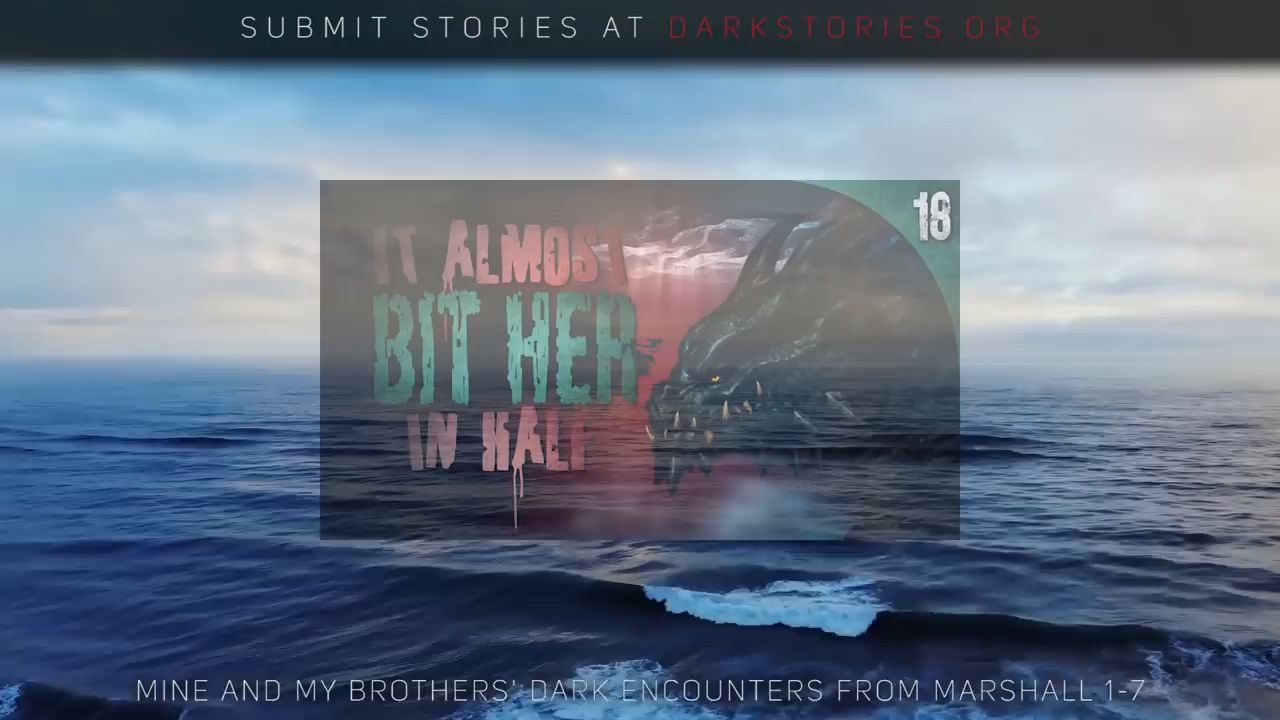 SUBMIT STORIES AT DARKSTORIES.ORG
18
IT ALMOST
BIT HER
IN HALF
MINE AND MY BROTHERS' DARK ENCOUNTERS FROM MARSHALL 1-7